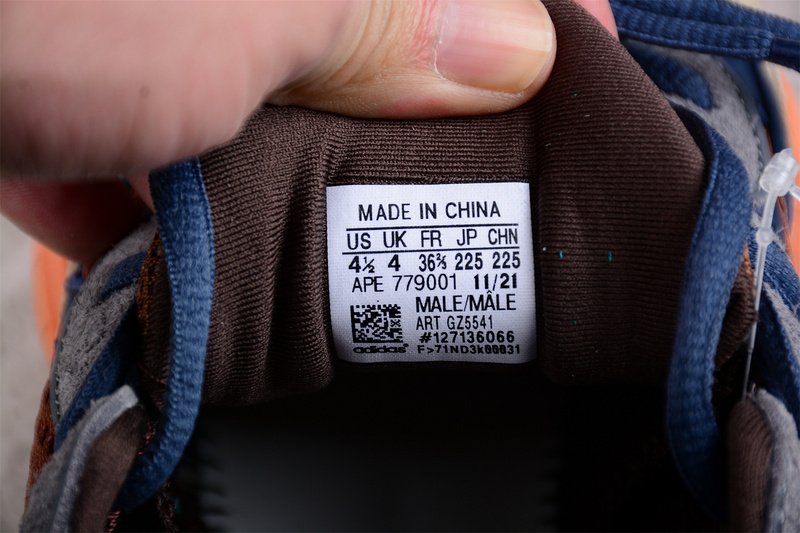 MADE IN CHINA
US UK FR JP CHN
4½ 4 36⅔ 225 225
APE 779001 11/21
MALE/MÂLE
ART GZ5541
#127136066
adidas F>71ND3k00031